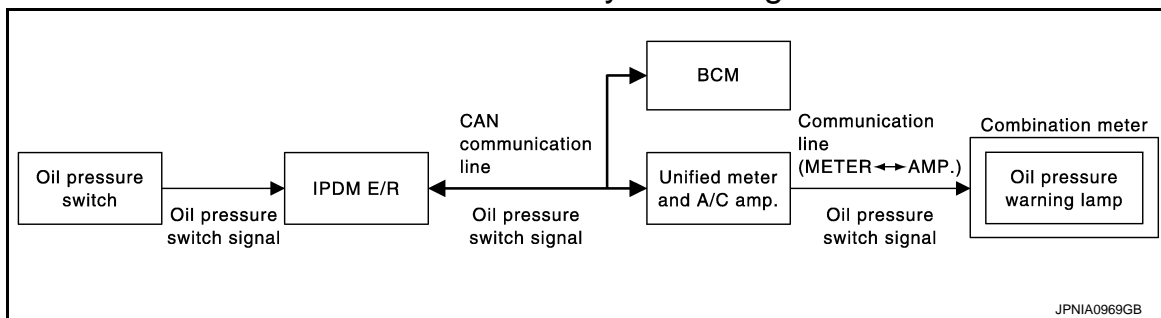 BCM
CAN
communication
line
Communication
line
(METER↔AMP.)
Combination meter
Oil pressure
switch
IPDM E/R
Unified meter
and A/C amp.
Oil pressure
warning lamp
Oil pressure
switch signal
Oil pressure
switch signal
Oil pressure
switch signal
JPNIA0969GB